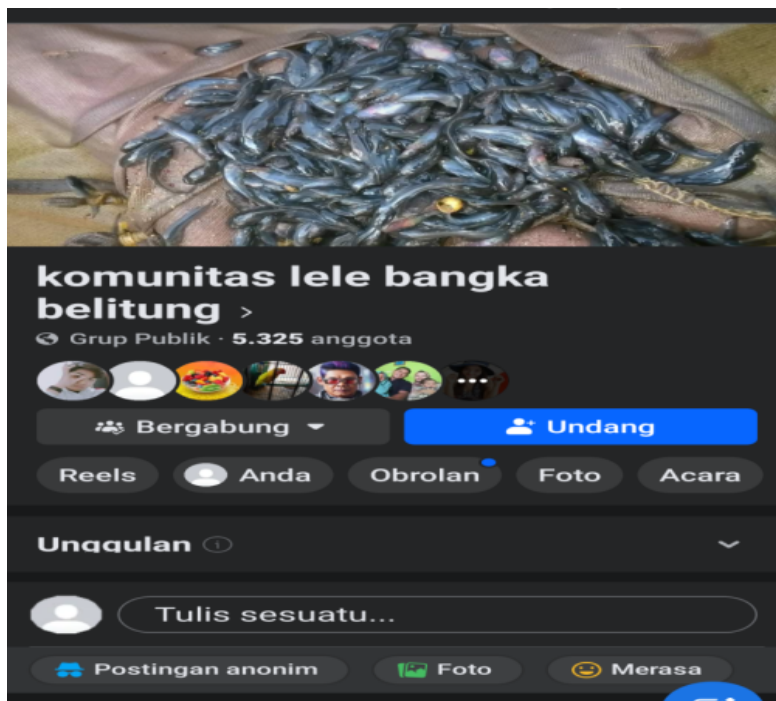 komunitas lele bangka
belitung >
Grup Publik · 5.325 anggota
Bergabung
Undang
Reels
Anda
Obrolan
Foto
Acara
Unggulan
Tulis sesuatu...
Postingan anonim
Foto
Merasa